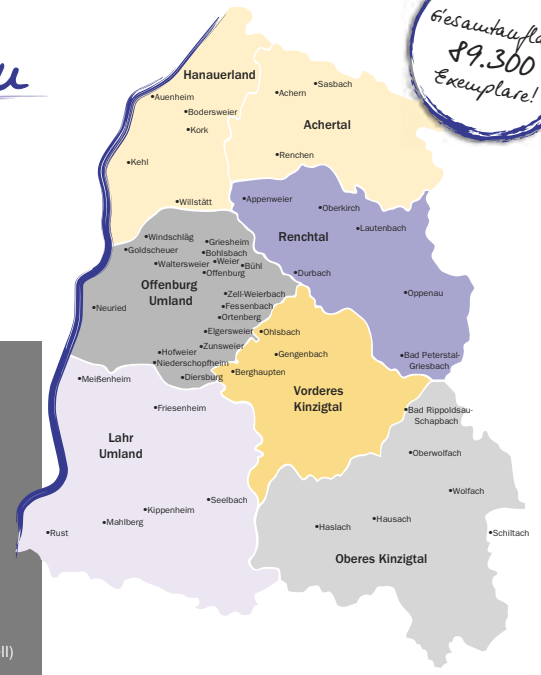 Gesamtaufla
89.300
Exemplare!
Hanauerland
Auenheim
Bodersweier
Kork
Kehl
Willstätt
Sasbach
Achern
Achertal
Renchen
Appenweier
Oberkirch
Lautenbach
Renchtal
Durbach
Oppenau
Bad Peterstal-
Griesbach
Windschläg
Goldscheuer
Griesheim
Bohlsbach
Waltersweier
Weier
Bühl
Offenburg
Offenburg
Umland
Zell-Weierbach
Fessenbach
Ortenberg
Neuried
Elgersweier
Zunsweier
Hofweier
Niederschopfheim
Diersburg
Ohlsbach
Gengenbach
Berghaupten
Vorderes
Kinzigtal
Meißenheim
Friesenheim
Lahr
Umland
Seelbach
Kippenheim
Mahlberg
Rust
Bad Rippoldsau-
Schapbach
Oberwolfach
Wolfach
Hausach
Haslach
Schiltach
Oberes Kinzigtal
ll)